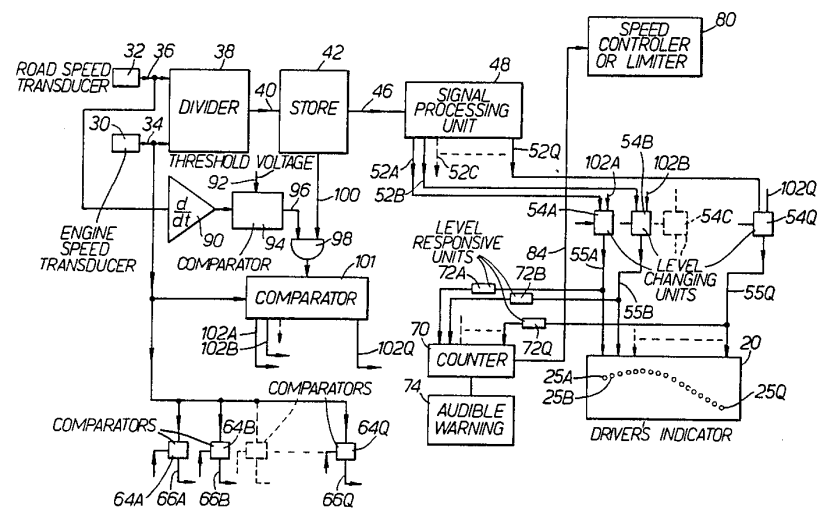 80
SPEED
CONTROLER
OR LIMITER
32
36
38
42
48
ROAD SPEED
TRANSDUCER
DIVIDER
40
STORE
46
SIGNAL
PROCESSING
UNIT
30
34
THRESHOLD VOLTAGE
92
96
100
52A
52B
52C
52Q
102A
54B
102B
102Q
54A
54C
54Q
d/dt
90
94
98
ENGINE
SPEED
TRANSDUCER
COMPARATOR
101
COMPARATOR
LEVEL
RESPONSIVE
UNITS
84
55A
LEVEL
CHANGING
UNITS
72A
72B
55B
55Q
102A
102B
102Q
72Q
70
COUNTER
20
25A
25B
25Q
74
AUDIBLE
WARNING
DRIVERS INDICATOR
COMPARATORS
COMPARATORS
64B
64Q
64A
66A
66B
66Q